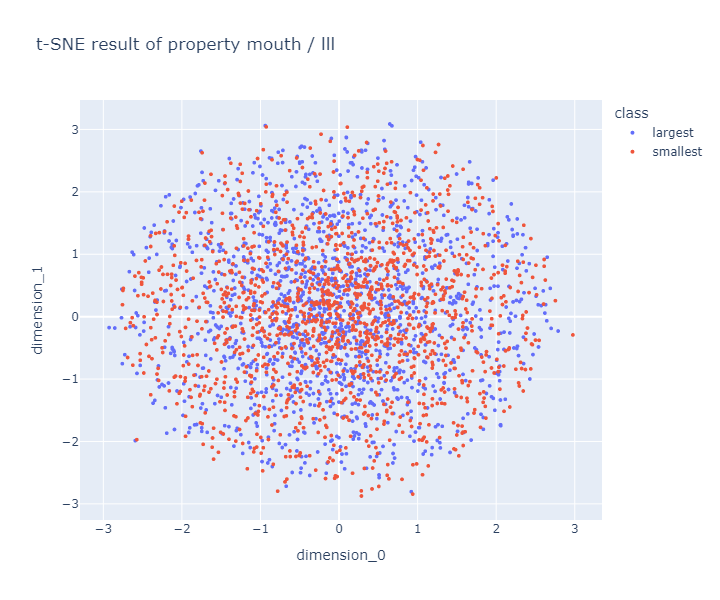 t-SNE result of property mouth / lll
class
largest
smallest
dimension_1
3
2
1
0
−1
−2
−3
−3
−2
−1
0
1
2
3
dimension_0